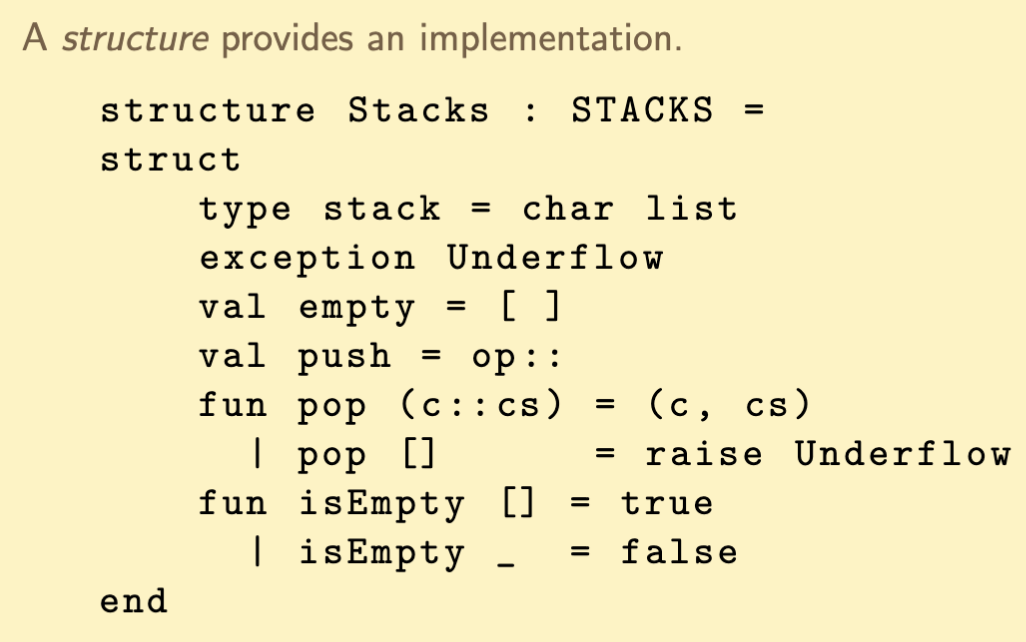 A structure provides an implementation.
structure Stacks : STACKS =
struct
type stack = char list
exception Underflow
val empty = [ ]
val push = op::
fun pop (c::cs) = (c, cs)
| pop [] = raise Underflow
fun isEmpty [] = true
| isEmpty _ = false
end